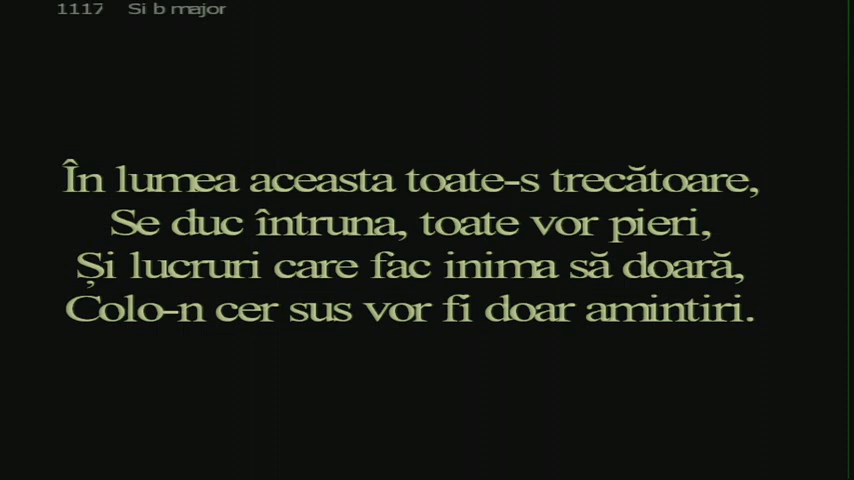 1117 Si b major
În lumea aceasta toate-s trecătoare,
Se duc întruna, toate vor pieri,
Și lucruri care fac inima să doară,
Colo-n cer sus vor fi doar amintiri.